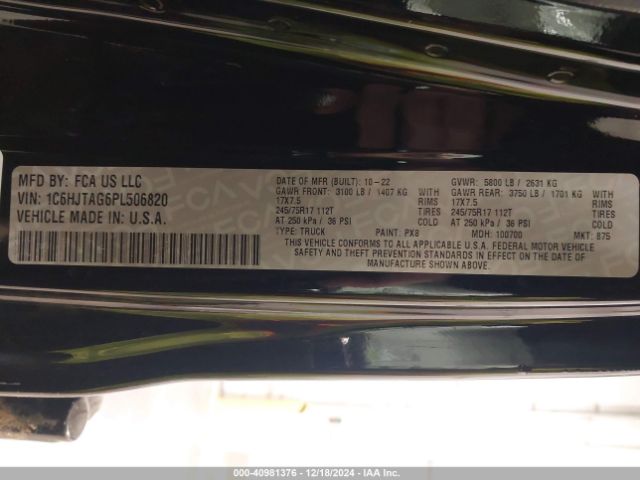 MFD BY: FCA US LLC
VIN: 1C6HJTAG6PL506820
VEHICLE MADE IN U.S.A.
DATE OF MFR (BUILT): 10-22 GVWR: 5800 LB / 2631 KG
GAWR FRONT: 3100 LB / 1407 KG WITH GAWR REAR: 3750 LB / 1701 KG WITH
17X7.5 RIMS 17X7.5 RIMS
245/75R17 112T TIRES 245/75R17 112T TIRES
AT 250 kPa / 36 PSI COLD AT 250 kPa / 36 PSI COLD
TYPE: TRUCK PAINT: PX8 MDH: 100700 MKT: 875
THIS VEHICLE CONFORMS TO ALL APPLICABLE U.S.A. FEDERAL MOTOR VEHICLE
SAFETY AND THEFT PREVENTION STANDARDS IN EFFECT ON THE DATE OF
MANUFACTURE SHOWN ABOVE.
000-40981376 - 12/18/2024 - IAAI.COM - COPART